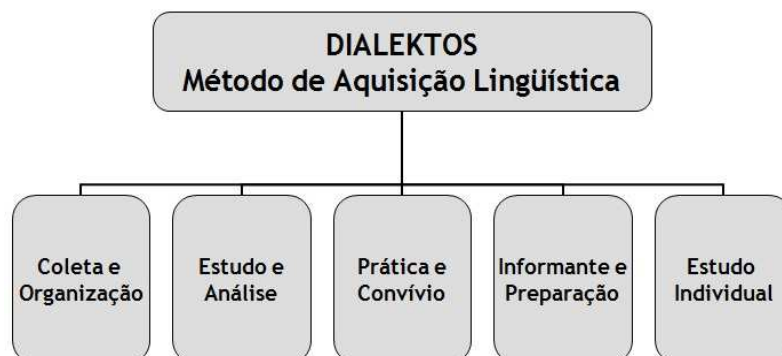 DIALEKTOS
Método de Aquisição Lingüística
Coleta e
Organização
Estudo e
Análise
Prática e
Convívio
Informante e
Preparação
Estudo
Individual